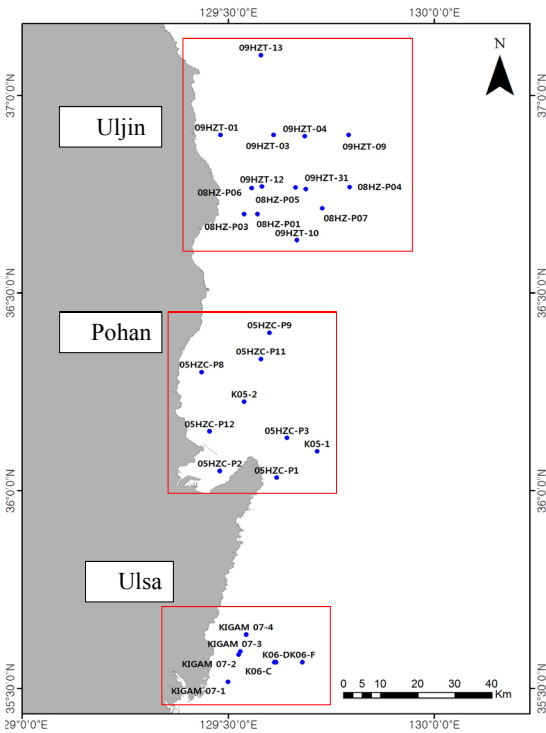 129°30'0"E 130°0'0"E
09HZT-13
N
37°0'0"N 37°0'0"N
Uljin
09HZT-01 09HZT-04
09HZT-03 09HZT-09
09HZT-12 09HZT-31
08HZ-P06 08HZ-P04
08HZ-P05
08HZ-P03 08HZ-P01 08HZ-P07
09HZT-10
36°30'0"N 36°30'0"N
Pohan
05HZC-P9
05HZC-P11
05HZC-P8
K05-2
05HZC-P12 05HZC-P3
K05-1
05HZC-P2 05HZC-P1
36°0'0"N 36°0'0"N
Ulsa
KIGAM 07-4
KIGAM 07-3
KIGAM 07-2 K06-DK06-F
K06-C
KIGAM 07-1
35°30'0"N 35°30'0"N
0 5 10 20 30 40
Km
29°0'0"E 129°30'0"E 130°0'0"E